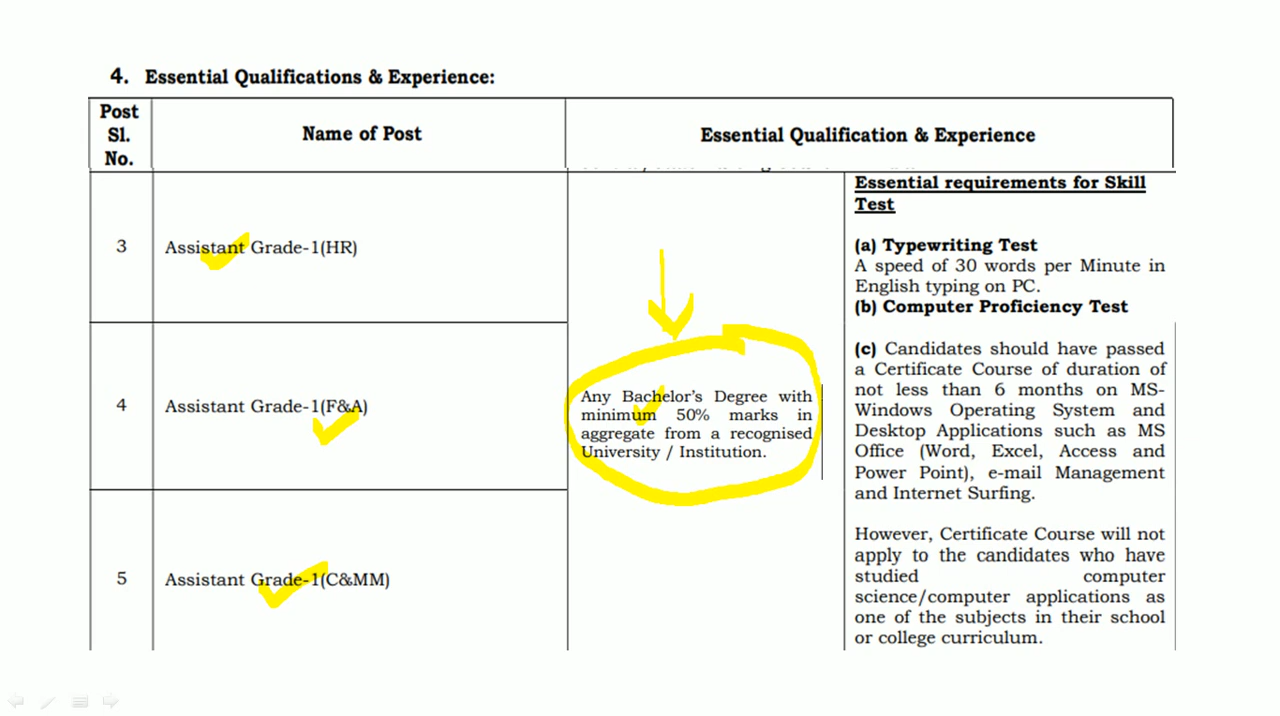 4. Essential Qualifications & Experience:
Post
Sl.
No.
Name of Post
Essential Qualification & Experience
3
Assistant Grade-1(HR)
4
Assistant Grade-1(F&A)
5
Assistant Grade-1(C&MM)
Any Bachelor's Degree with
minimum 50% marks in
aggregate from a recognised
University / Institution.
Essential requirements for Skill
Test
(a) Typewriting Test
A speed of 30 words per Minute in
English typing on PC.
(b) Computer Proficiency Test
(c) Candidates should have passed
a Certificate Course of duration of
not less than 6 months on MS-
Windows Operating System and
Desktop Applications such as MS
Office (Word, Excel, Access and
Power Point), e-mail Management
and Internet Surfing.
However, Certificate Course will not
apply to the candidates who have
studied computer
science/computer applications as
one of the subjects in their school
or college curriculum.